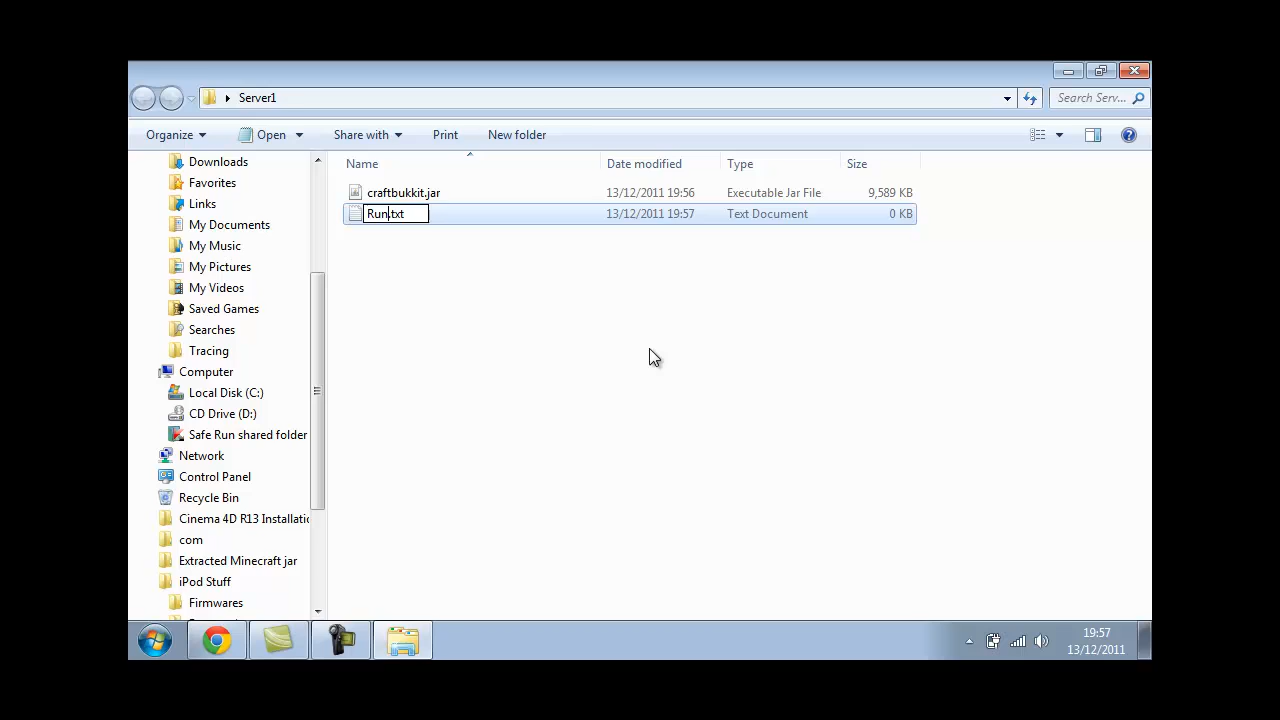 Server1
Search Serv...
Organize
Open
Share with
Print
New folder
Name
Date modified
Type
Size
craftbukkit.jar
13/12/2011 19:56
Executable Jar File
9,589 KB
Run.txt
13/12/2011 19:57
Text Document
0 KB
Downloads
Favorites
Links
My Documents
My Music
My Pictures
My Videos
Saved Games
Searches
Tracing
Computer
Local Disk (C:)
CD Drive (D:)
Safe Run shared folder
Network
Control Panel
Recycle Bin
Cinema 4D R13 Installatio
com
Extracted Minecraft jar
iPod Stuff
Firmwares
19:57
13/12/2011